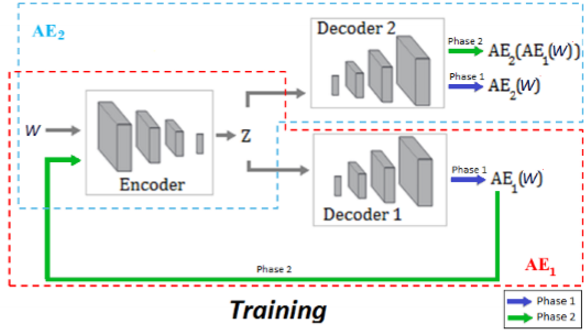 AE₂
Decoder 2
Phase 2
AE₂(AE₁(W))
Phase 1
AE₂(W)
W
Encoder
Z
Phase 1
AE₁(W)
Decoder 1
Phase 2
AE₁
Training
Phase 1
Phase 2